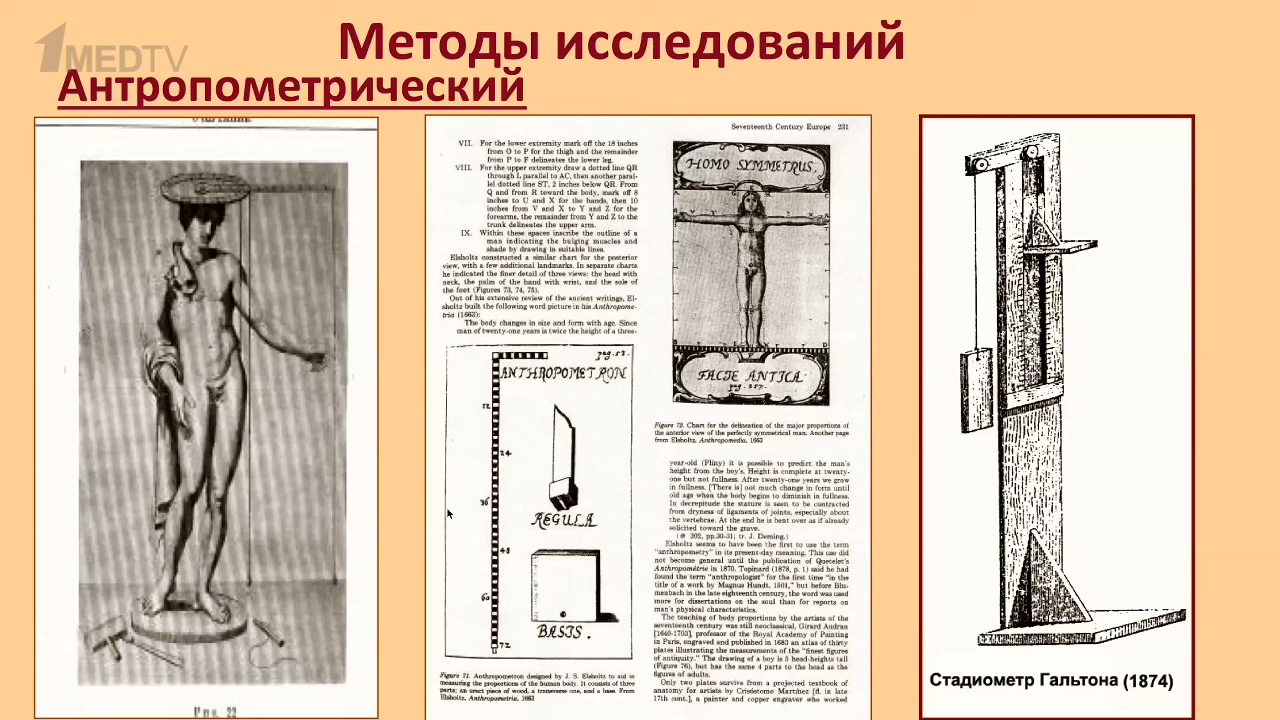 1MEDTV
Методы исследований
Антропометрический
Рис. 22
Seventeenth Century Europe 231
VII. For the lower extremity mark off the 18 inches
from O to P for the thigh and the remainder
from P to F delineates the lower leg.
VIII. For the upper extremity draw a dotted line QR
through L parallel to AC, then another paral-
lel dotted line ST, 2 inches below QR. From
Q and from R toward the body, mark off 8
inches to U and X for the hands, then 10
inches from V and X to Y and Z for the
forearms, the remainder from Y and Z to the
trunk delineates the upper arm.
IX. Within these spaces inscribe the outline of a
man indicating the bulging muscles and
shade by drawing in suitable lines.
Elsholtz constructed a similar chart for the posterior
view, with a few additional landmarks. In separate charts
he indicated the finer detail of three views: the head with
neck, the palm of the hand with wrist, and the sole of
the foot (Figures 73, 74, 75).
Out of his extensive review of the ancient writings, El-
sholtz built the following word picture in his Anthropome-
tria (1663):
The body changes in size and form with age. Since
man of twenty-one years is twice the height of a three-
pag. 58.
ANTHROPOMETRON
12
24
36
REGULA
48
60
BASIS.
72
Figure 71. Anthropometron designed by J. S. Elsholtz to aid in
measuring the proportions of the human body. It consists of three
parts: an erect piece of wood, a transverse one, and a base. From
Elsholtz, Anthropometria, 1663
HOMO SYMMETRUS.
FACIE ANTICA.
pag. 257.
Figure 72. Chart for the delineation of the major proportions of
the anterior view of the perfectly symmetrical man. Another page
from Elsholtz, Anthropomedia, 1663
year-old (Pliny) it is possible to predict the man's
height from the boy's. Height is complete at twenty-
one but not fullness. After twenty-one years we grow
in fullness. [There is] not much change in form until
old age when the body begins to diminish in fullness.
In decrepitude the stature is seen to be contracted
from dryness of ligaments of joints, especially about
the vertebrae. At the end he is bent over as if already
solicited toward the grave.
(@ 202, pp.30-31; tr. J. Deming.)
Elsholtz seems to have been the first to use the term
"anthropometry" in its present-day meaning. This use did
not become general until the publication of Quetelet's
Anthropométrie in 1870. Topinard (1878, p. 1) said he had
found the term "anthropologist" for the first time "in the
title of a work by Magnus Hundt, 1501," but before Blu-
menbach in the late eighteenth century, the word was used
more for dissertations on the soul than for reports on
man's physical characteristics.
The teaching of body proportions by the artists of the
seventeenth century was still neoclassical. Girard Audran
[1640-1703], professor of the Royal Academy of Painting
in Paris, engraved and published in 1683 an atlas of thirty
plates illustrating the measurements of the "finest figures
of antiquity." The drawing of a boy is 5 head-heights tall
(Figure 76), but has the same 4 parts to the head as the
figures of adults.
Only two plates survive from a projected textbook of
anatomy for artists by Crisóstomo Martínez [fl. in late
17th cent.], a painter and copper engraver who worked
Стадиометр Гальтона (1874)